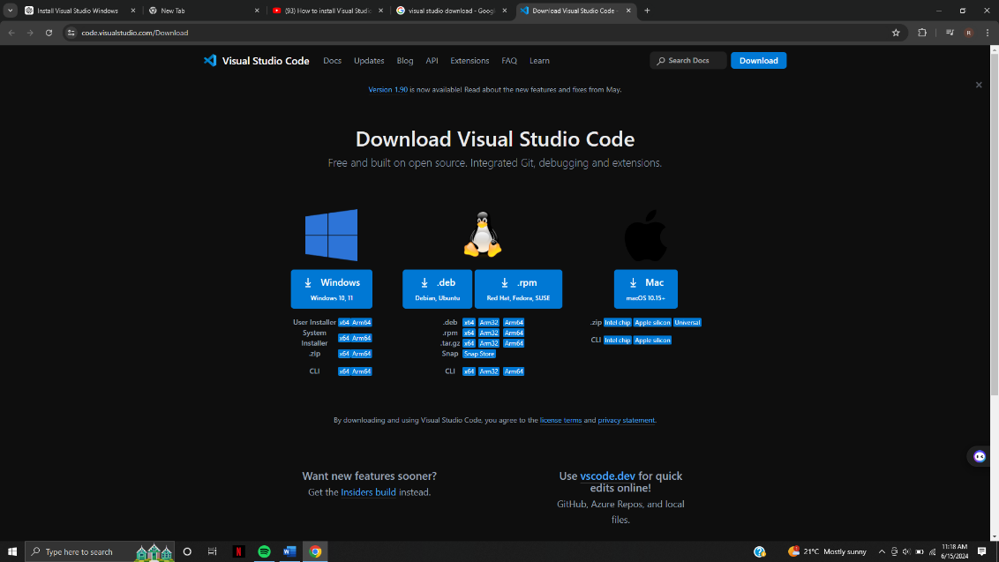 Install Visual Studio Windows
New Tab
(93) How to install Visual Studio
visual studio download - Google
Download Visual Studio Code -
code.visualstudio.com/Download
R
Visual Studio Code
Docs
Updates
Blog
API
Extensions
FAQ
Learn
Search Docs
Download
Version 1.90 is now available! Read about the new features and fixes from May.
Download Visual Studio Code
Free and built on open source. Integrated Git, debugging and extensions.
Windows
Windows 10, 11
User Installer x64 Arm64
System Installer x64 Arm64
.zip x64 Arm64
CLI x64 Arm64
.deb
Debian, Ubuntu
.rpm
Red Hat, Fedora, SUSE
.deb x64 Arm32 Arm64
.rpm x64 Arm32 Arm64
.tar.gz x64 Arm32 Arm64
Snap Snap Store
CLI x64 Arm32 Arm64
Mac
macOS 10.15+
.zip Intel chip Apple silicon Universal
CLI Intel chip Apple silicon
By downloading and using Visual Studio Code, you agree to the license terms and privacy statement.
Want new features sooner?
Get the Insiders build instead.
Use vscode.dev for quick
edits online!
GitHub, Azure Repos, and local
files.
Type here to search
N
21°C Mostly sunny
11:18 AM
6/15/2024